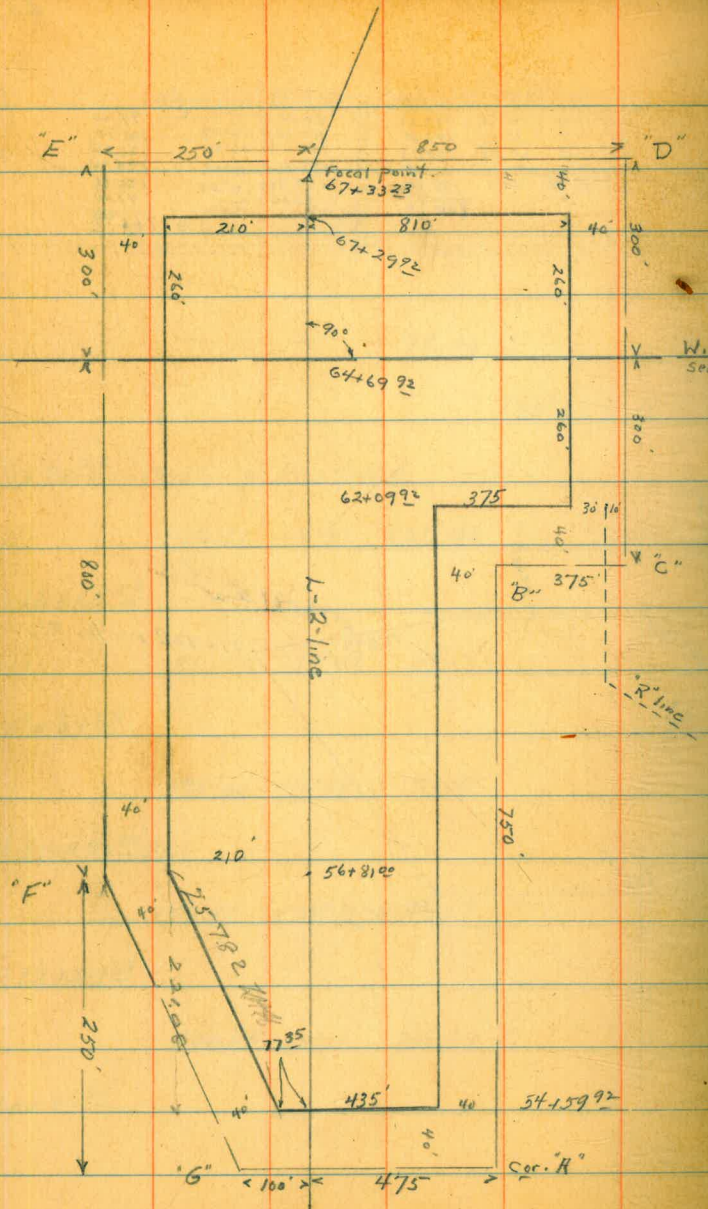 "E" 250' 850 "D"
Focal point.
67+33 23
40'
210' 810' 40'
40'
67+29 92
300' 260' 260' 300'
90°
W.
64+69 92
260' 300'
62+09 92 375 30' 10'
40'
"C"
40' "B" 375'
800'
L-2-line
"R" line
40'
750'
210'
56+81 00
"F"
40'
257 82
221.08
250'
77 35
435' 40 54+59 92
40'
40'
"G" 100' 475 Cor. "A"